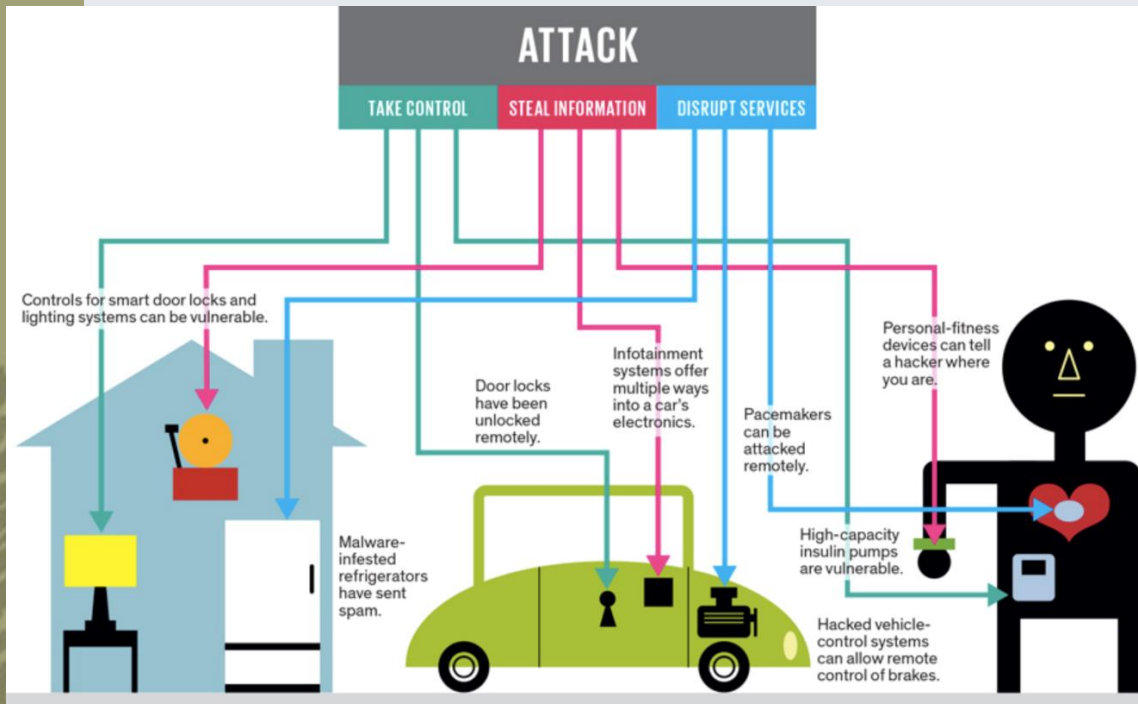 ATTACK
TAKE CONTROL
STEAL INFORMATION
DISRUPT SERVICES
Controls for smart door locks and
lighting systems can be vulnerable.
Malware-
infested
refrigerators
have sent
spam.
Door locks
have been
unlocked
remotely.
Infotainment
systems offer
multiple ways
into a car's
electronics.
Pacemakers
can be
attacked
remotely.
Personal-fitness
devices can tell
a hacker where
you are.
High-capacity
insulin pumps
are vulnerable.
Hacked vehicle-
control systems
can allow remote
control of brakes.